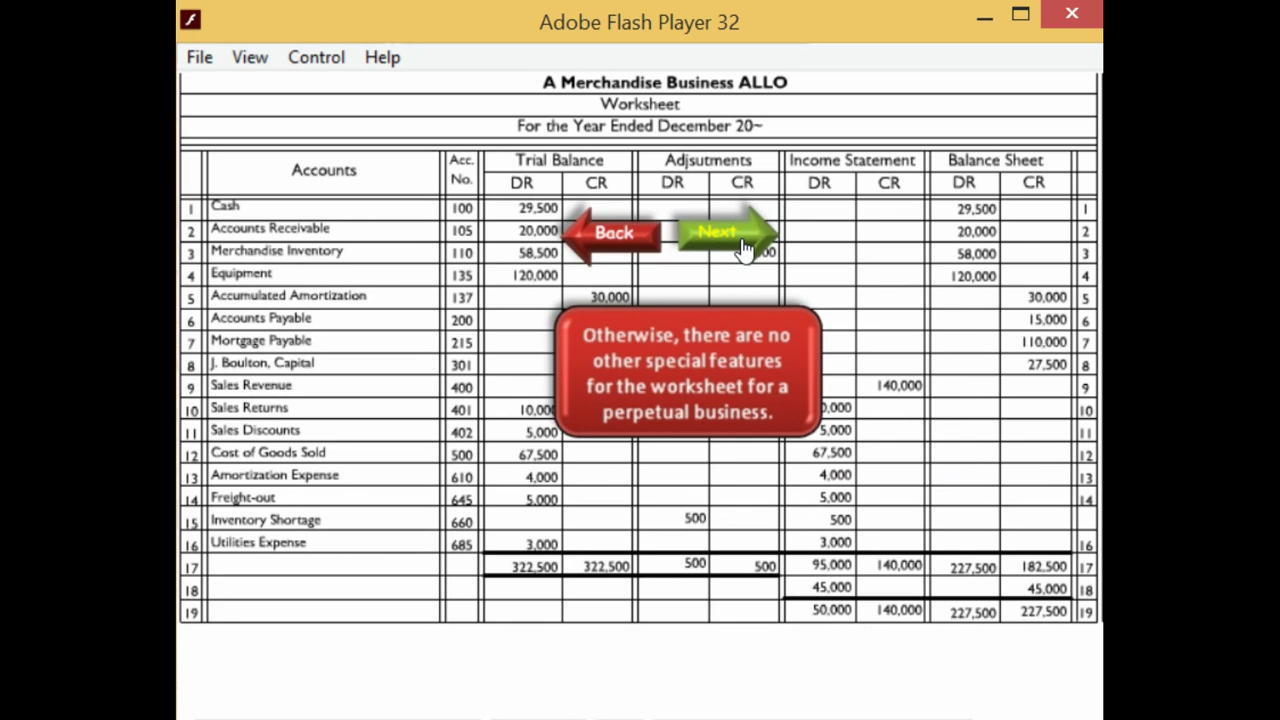 Adobe Flash Player 32
File View Control Help
A Merchandise Business ALLO
Worksheet
For the Year Ended December 20~
Accounts Acc. No. Trial Balance Adjsutments Income Statement Balance Sheet
DR CR DR CR DR CR DR CR
1 Cash 100 29,500 29,500 1
2 Accounts Receivable 105 20,000 20,000 2
3 Merchandise Inventory 110 58,500 58,000 3
4 Equipment 135 120,000 120,000 4
5 Accumulated Amortization 137 30,000 30,000 5
6 Accounts Payable 200 15,000 6
7 Mortgage Payable 215 110,000 7
8 J. Boulton, Capital 301 27,500 8
9 Sales Revenue 400 140,000 9
10 Sales Returns 401 10,000 10
11 Sales Discounts 402 5,000 5,000 11
12 Cost of Goods Sold 500 67,500 67,500 12
13 Amortization Expense 610 4,000 4,000 13
14 Freight-out 645 5,000 5,000 14
15 Inventory Shortage 660 500 500
16 Utilities Expense 685 3,000 3,000 16
17 322,500 322,500 500 500 95,000 140,000 227,500 182,500 17
18 45,000 45,000 18
19 50,000 140,000 227,500 227,500 19
Back
Next
Otherwise, there are no
other special features
for the worksheet for a
perpetual business.